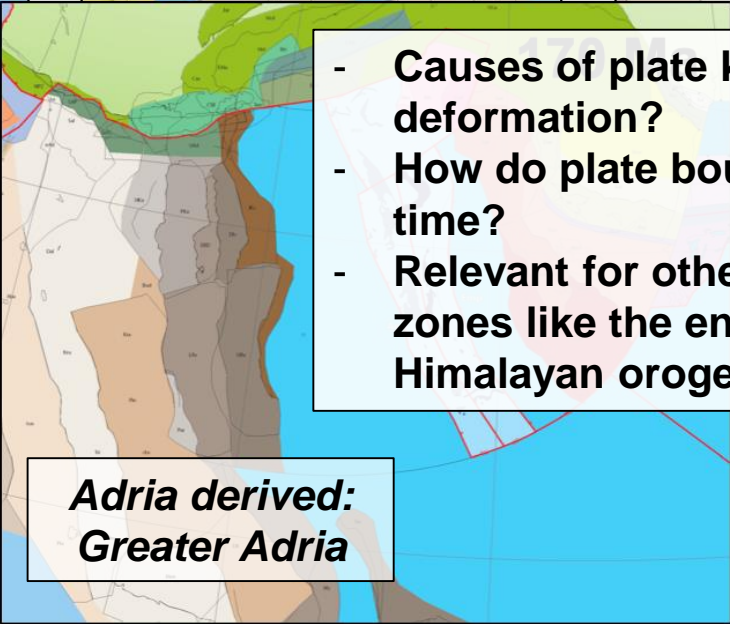 - Causes of plate k
deformation?
- How do plate bou
time?
- Relevant for othe
zones like the en
Himalayan oroge
Adria derived:
Greater Adria